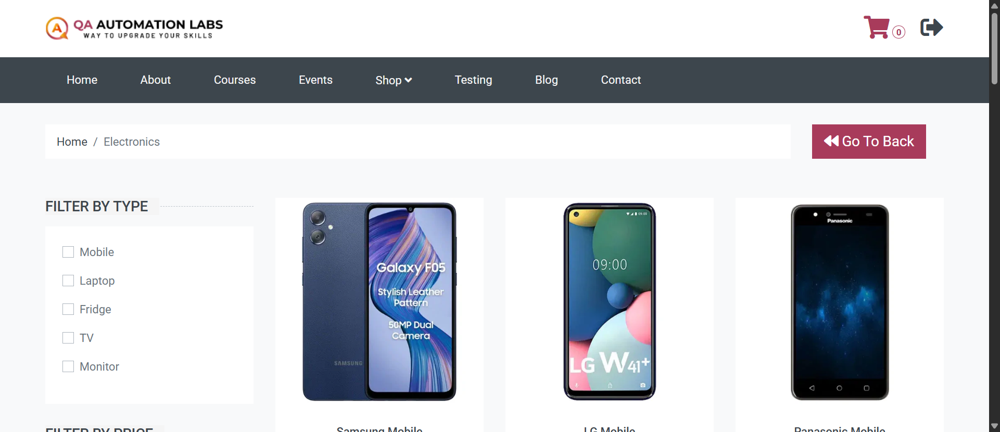 QA AUTOMATION LABS
WAY TO UPGRADE YOUR SKILLS
0
Home
About
Courses
Events
Shop
Testing
Blog
Contact
Home / Electronics
Go To Back
FILTER BY TYPE
Mobile
Laptop
Fridge
TV
Monitor
FILTER BY PRICE
Galaxy F05
Stylish Leather
Pattern
50MP Dual
Camera
SAMSUNG
Samsung Mobile
09:00
09:00
LG W41+
LG Mobile
Panasonic
Panasonic Mobile